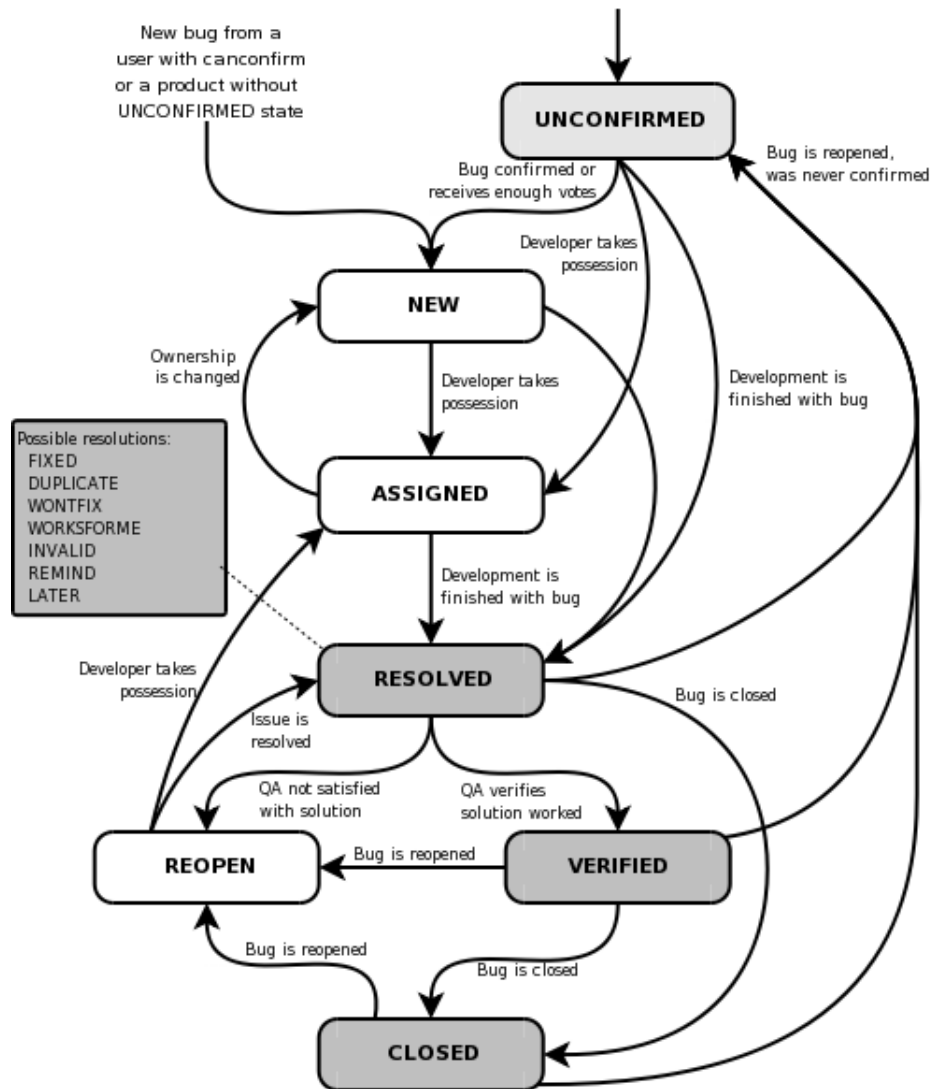 New bug from a
user with canconfirm
or a product without
UNCONFIRMED state
UNCONFIRMED
Bug is reopened,
was never confirmed
Bug confirmed or
receives enough votes
Developer takes
possession
NEW
Ownership
is changed
Developer takes
possession
Development is
finished with bug
Possible resolutions:
FIXED
DUPLICATE
WONTFIX
WORKSFORME
INVALID
REMIND
LATER
ASSIGNED
Development is
finished with bug
Developer takes
possession
RESOLVED
Bug is closed
Issue is
resolved
QA not satisfied
with solution
QA verifies
solution worked
REOPEN
Bug is reopened
VERIFIED
Bug is reopened
Bug is closed
CLOSED